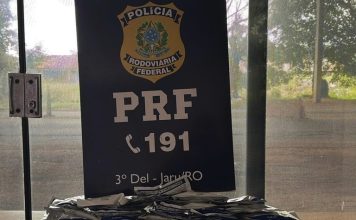 POLÍCIA
RODOVIÁRIA
FEDERAL
PRF
191
3º Del - Jaru/RO